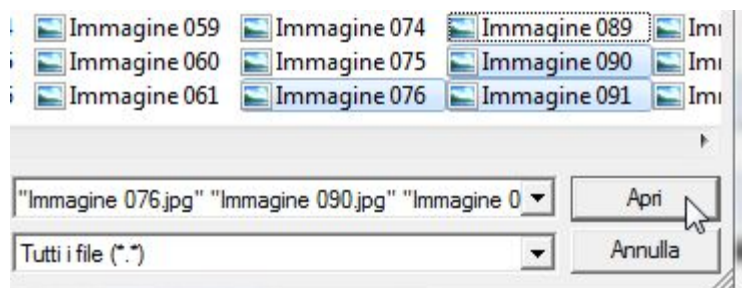 Immagine 059 Immagine 074 Immagine 089
Immagine 060 Immagine 075 Immagine 090
Immagine 061 Immagine 076 Immagine 091
"Immagine 076.jpg" "Immagine 090.jpg" "Immagine 0 Apri
Tutti i file (*.*) Annulla